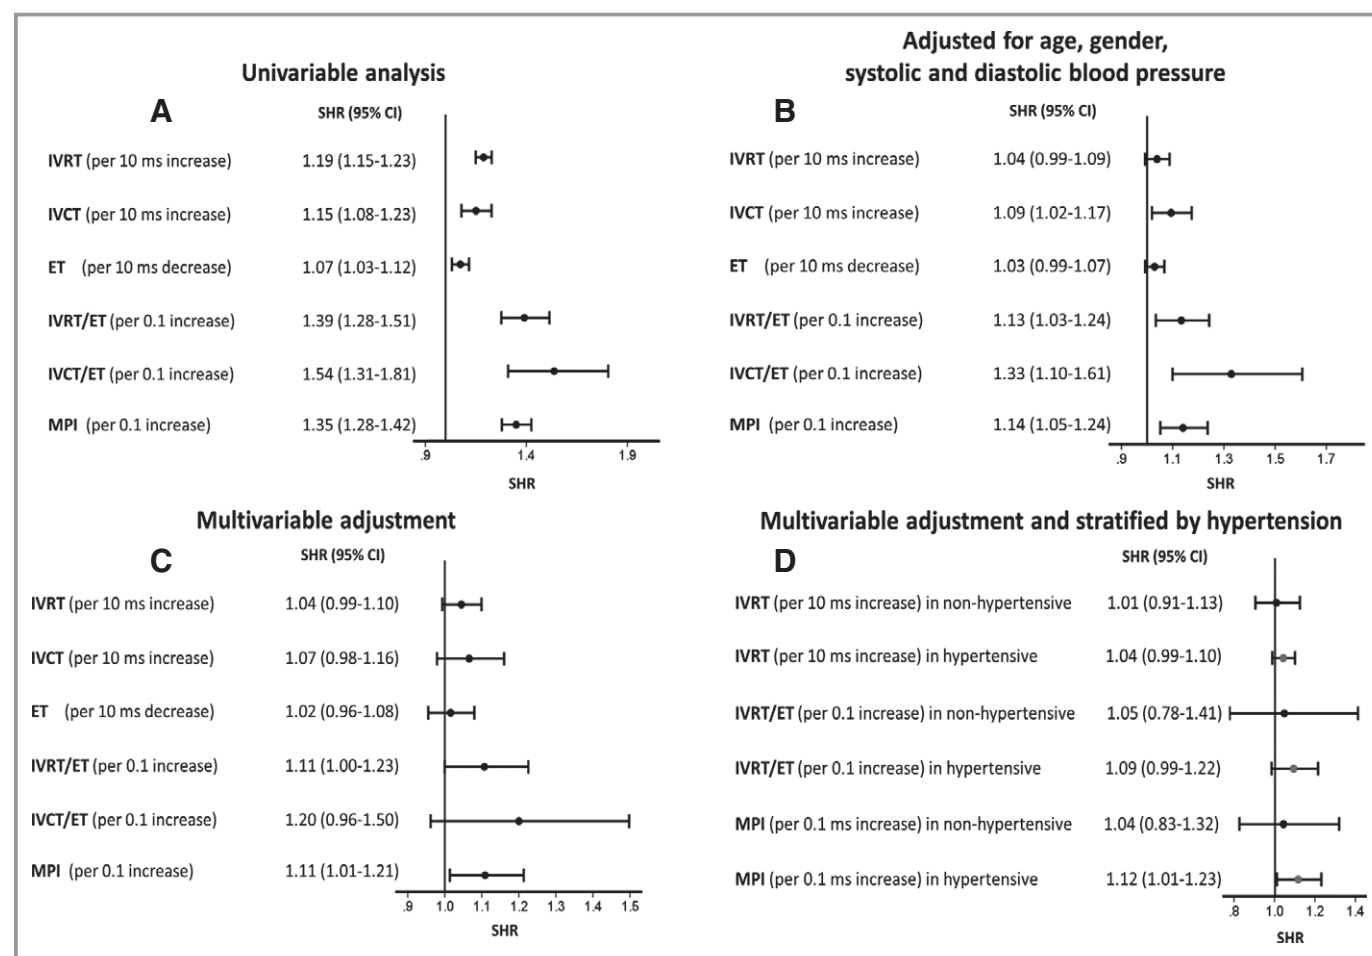 Univariable analysis
A
SHR (95% CI)
IVRT (per 10 ms increase) 1.19 (1.15-1.23)
IVCT (per 10 ms increase) 1.15 (1.08-1.23)
ET (per 10 ms decrease) 1.07 (1.03-1.12)
IVRT/ET (per 0.1 increase) 1.39 (1.28-1.51)
IVCT/ET (per 0.1 increase) 1.54 (1.31-1.81)
MPI (per 0.1 increase) 1.35 (1.28-1.42)
.9 1.4 1.9
SHR
Adjusted for age, gender,
systolic and diastolic blood pressure
B
SHR (95% CI)
IVRT (per 10 ms increase) 1.04 (0.99-1.09)
IVCT (per 10 ms increase) 1.09 (1.02-1.17)
ET (per 10 ms decrease) 1.03 (0.99-1.07)
IVRT/ET (per 0.1 increase) 1.13 (1.03-1.24)
IVCT/ET (per 0.1 increase) 1.33 (1.10-1.61)
MPI (per 0.1 increase) 1.14 (1.05-1.24)
.9 1.1 1.3 1.5 1.7
SHR
Multivariable adjustment
C
SHR (95% CI)
IVRT (per 10 ms increase) 1.04 (0.99-1.10)
IVCT (per 10 ms increase) 1.07 (0.98-1.16)
ET (per 10 ms decrease) 1.02 (0.96-1.08)
IVRT/ET (per 0.1 increase) 1.11 (1.00-1.23)
IVCT/ET (per 0.1 increase) 1.20 (0.96-1.50)
MPI (per 0.1 increase) 1.11 (1.01-1.21)
.9 1.0 1.1 1.2 1.3 1.4 1.5
SHR
Multivariable adjustment and stratified by hypertension
D
SHR (95% CI)
IVRT (per 10 ms increase) in non-hypertensive 1.01 (0.91-1.13)
IVRT (per 10 ms increase) in hypertensive 1.04 (0.99-1.10)
IVRT/ET (per 0.1 increase) in non-hypertensive 1.05 (0.78-1.41)
IVRT/ET (per 0.1 increase) in hypertensive 1.09 (0.99-1.22)
MPI (per 0.1 ms increase) in non-hypertensive 1.04 (0.83-1.32)
MPI (per 0.1 ms increase) in hypertensive 1.12 (1.01-1.23)
.8 1.0 1.2 1.4
SHR